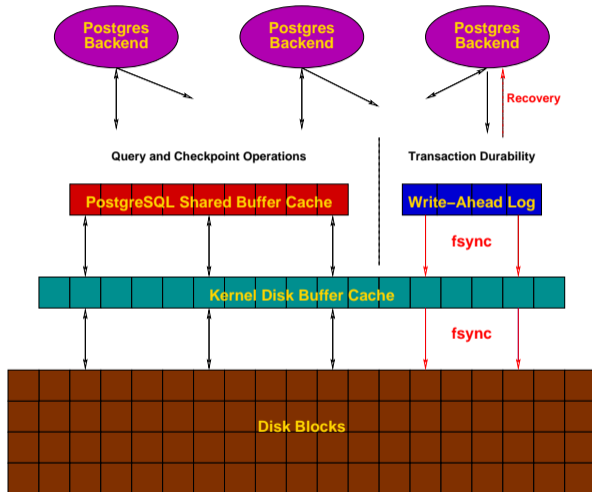 Postgres
Backend
Postgres
Backend
Postgres
Backend
Recovery
Query and Checkpoint Operations
Transaction Durability
PostgreSQL Shared Buffer Cache
Write−Ahead Log
fsync
Kernel Disk Buffer Cache
fsync
Disk Blocks